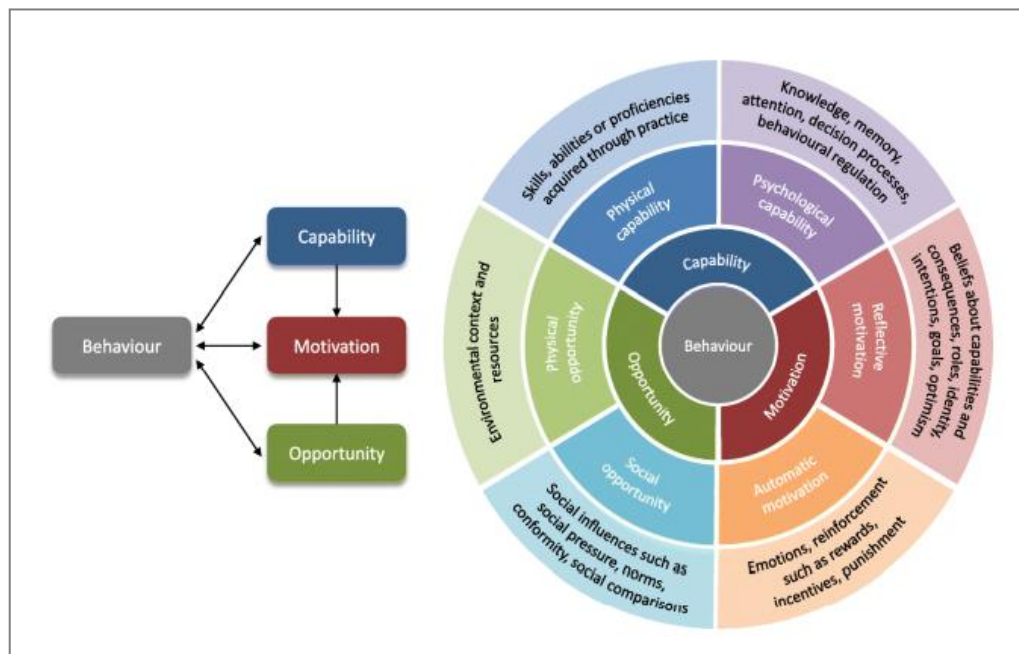 Capability
Behaviour
Motivation
Opportunity
Skills, abilities or proficiencies
acquired through practice
Knowledge, memory,
attention, decision processes,
behavioural regulation
Physical
capability
Psychological
capability
Capability
Environmental context and
resources
Physical
opportunity
Opportunity
Behaviour
Motivation
Reflective
motivation
Beliefs about capabilities and
consequences, roles, identity,
intentions, goals, optimism
Social
opportunity
Automatic
motivation
Social influences such as
social pressure, norms,
conformity, social comparisons
Emotions, reinforcement
such as rewards,
incentives, punishment